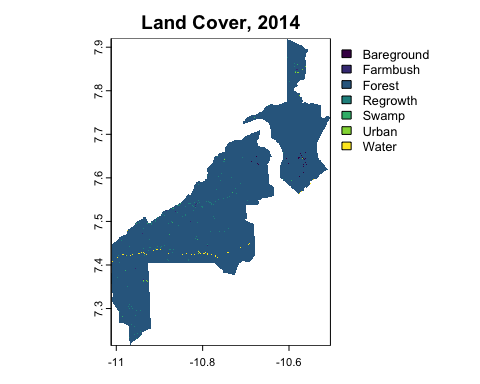 Land Cover, 2014
7.9
7.8
7.7
7.6
7.5
7.4
7.3
-11
-10.8
-10.6
Bareground
Farmbush
Forest
Regrowth
Swamp
Urban
Water